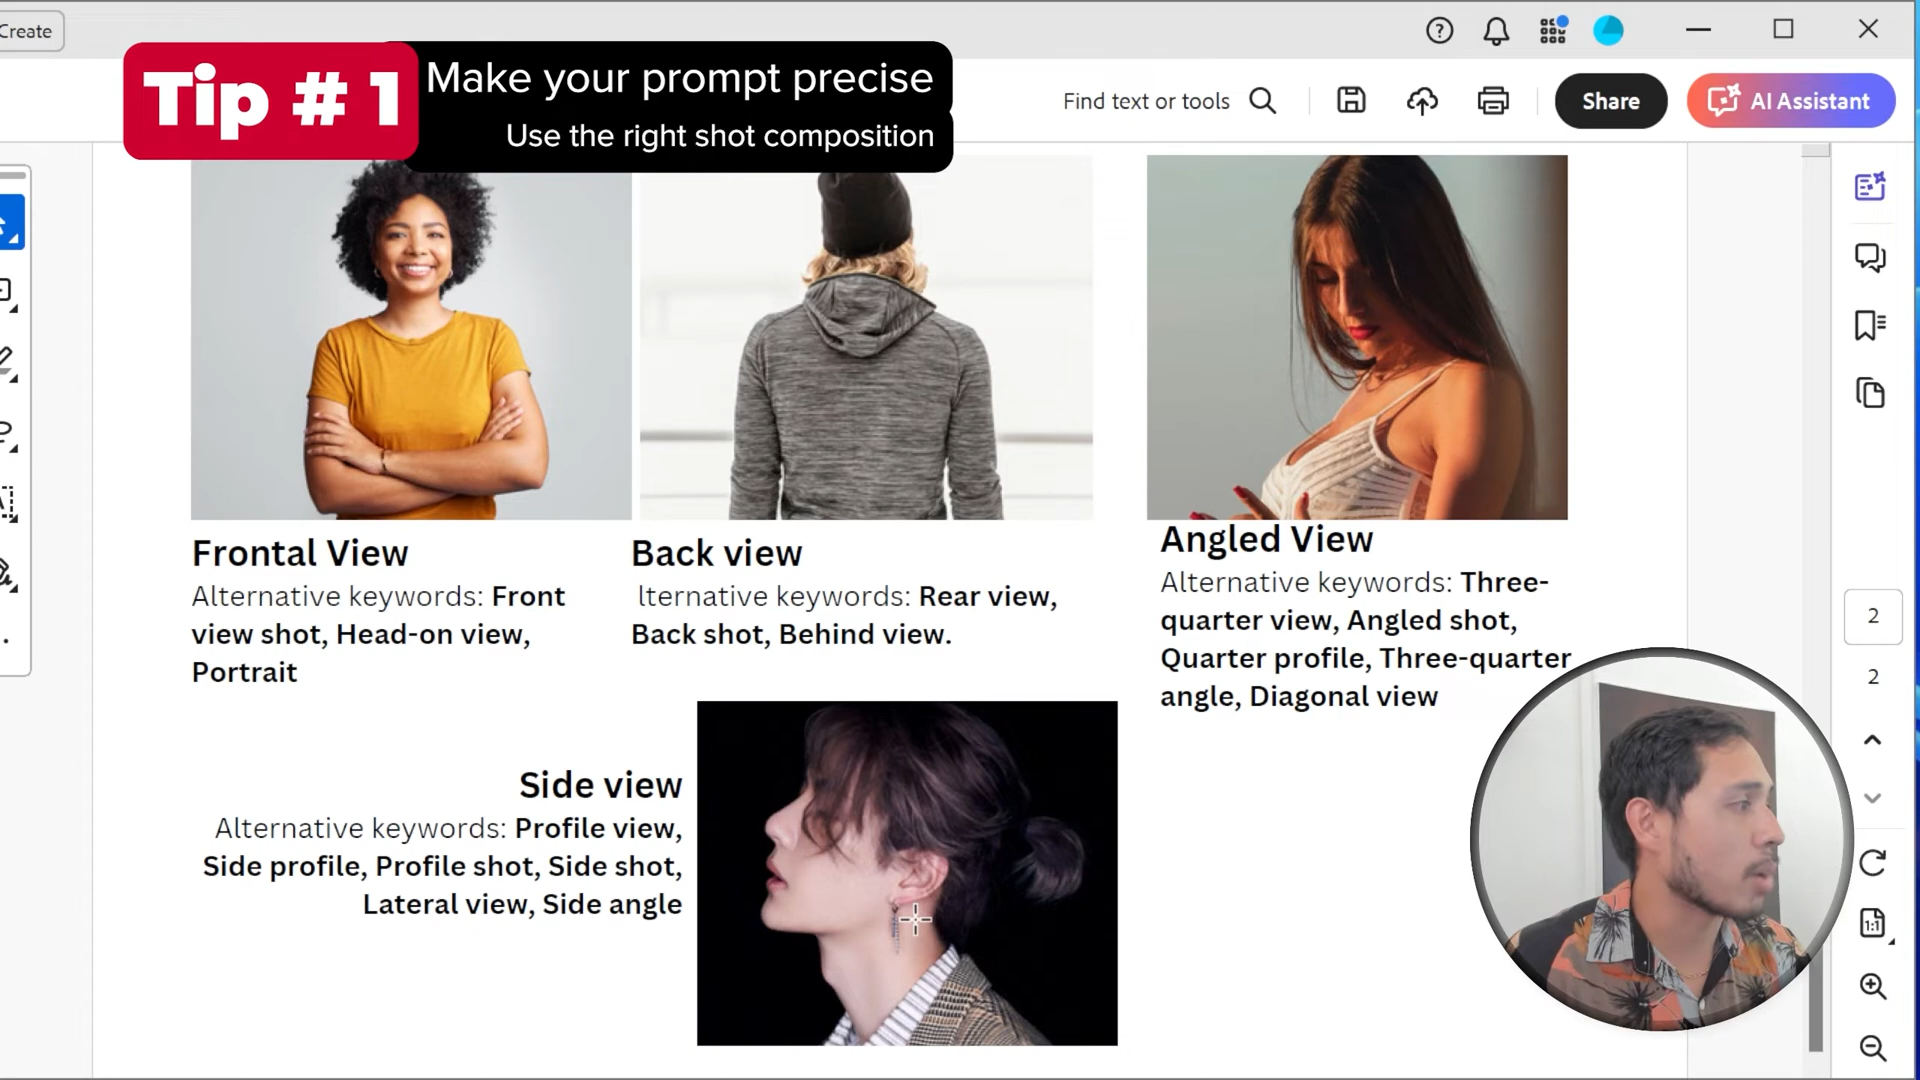 Create
Tip # 1
Make your prompt precise
Use the right shot composition
Find text or tools
Share
AI Assistant
Frontal View
Alternative keywords: Front
view shot, Head-on view,
Portrait
Back view
lternative keywords: Rear view,
Back shot, Behind view.
Angled View
Alternative keywords: Three-
quarter view, Angled shot,
Quarter profile, Three-quarter
angle, Diagonal view
Side view
Alternative keywords: Profile view,
Side profile, Profile shot, Side shot,
Lateral view, Side angle
2
2
1:1